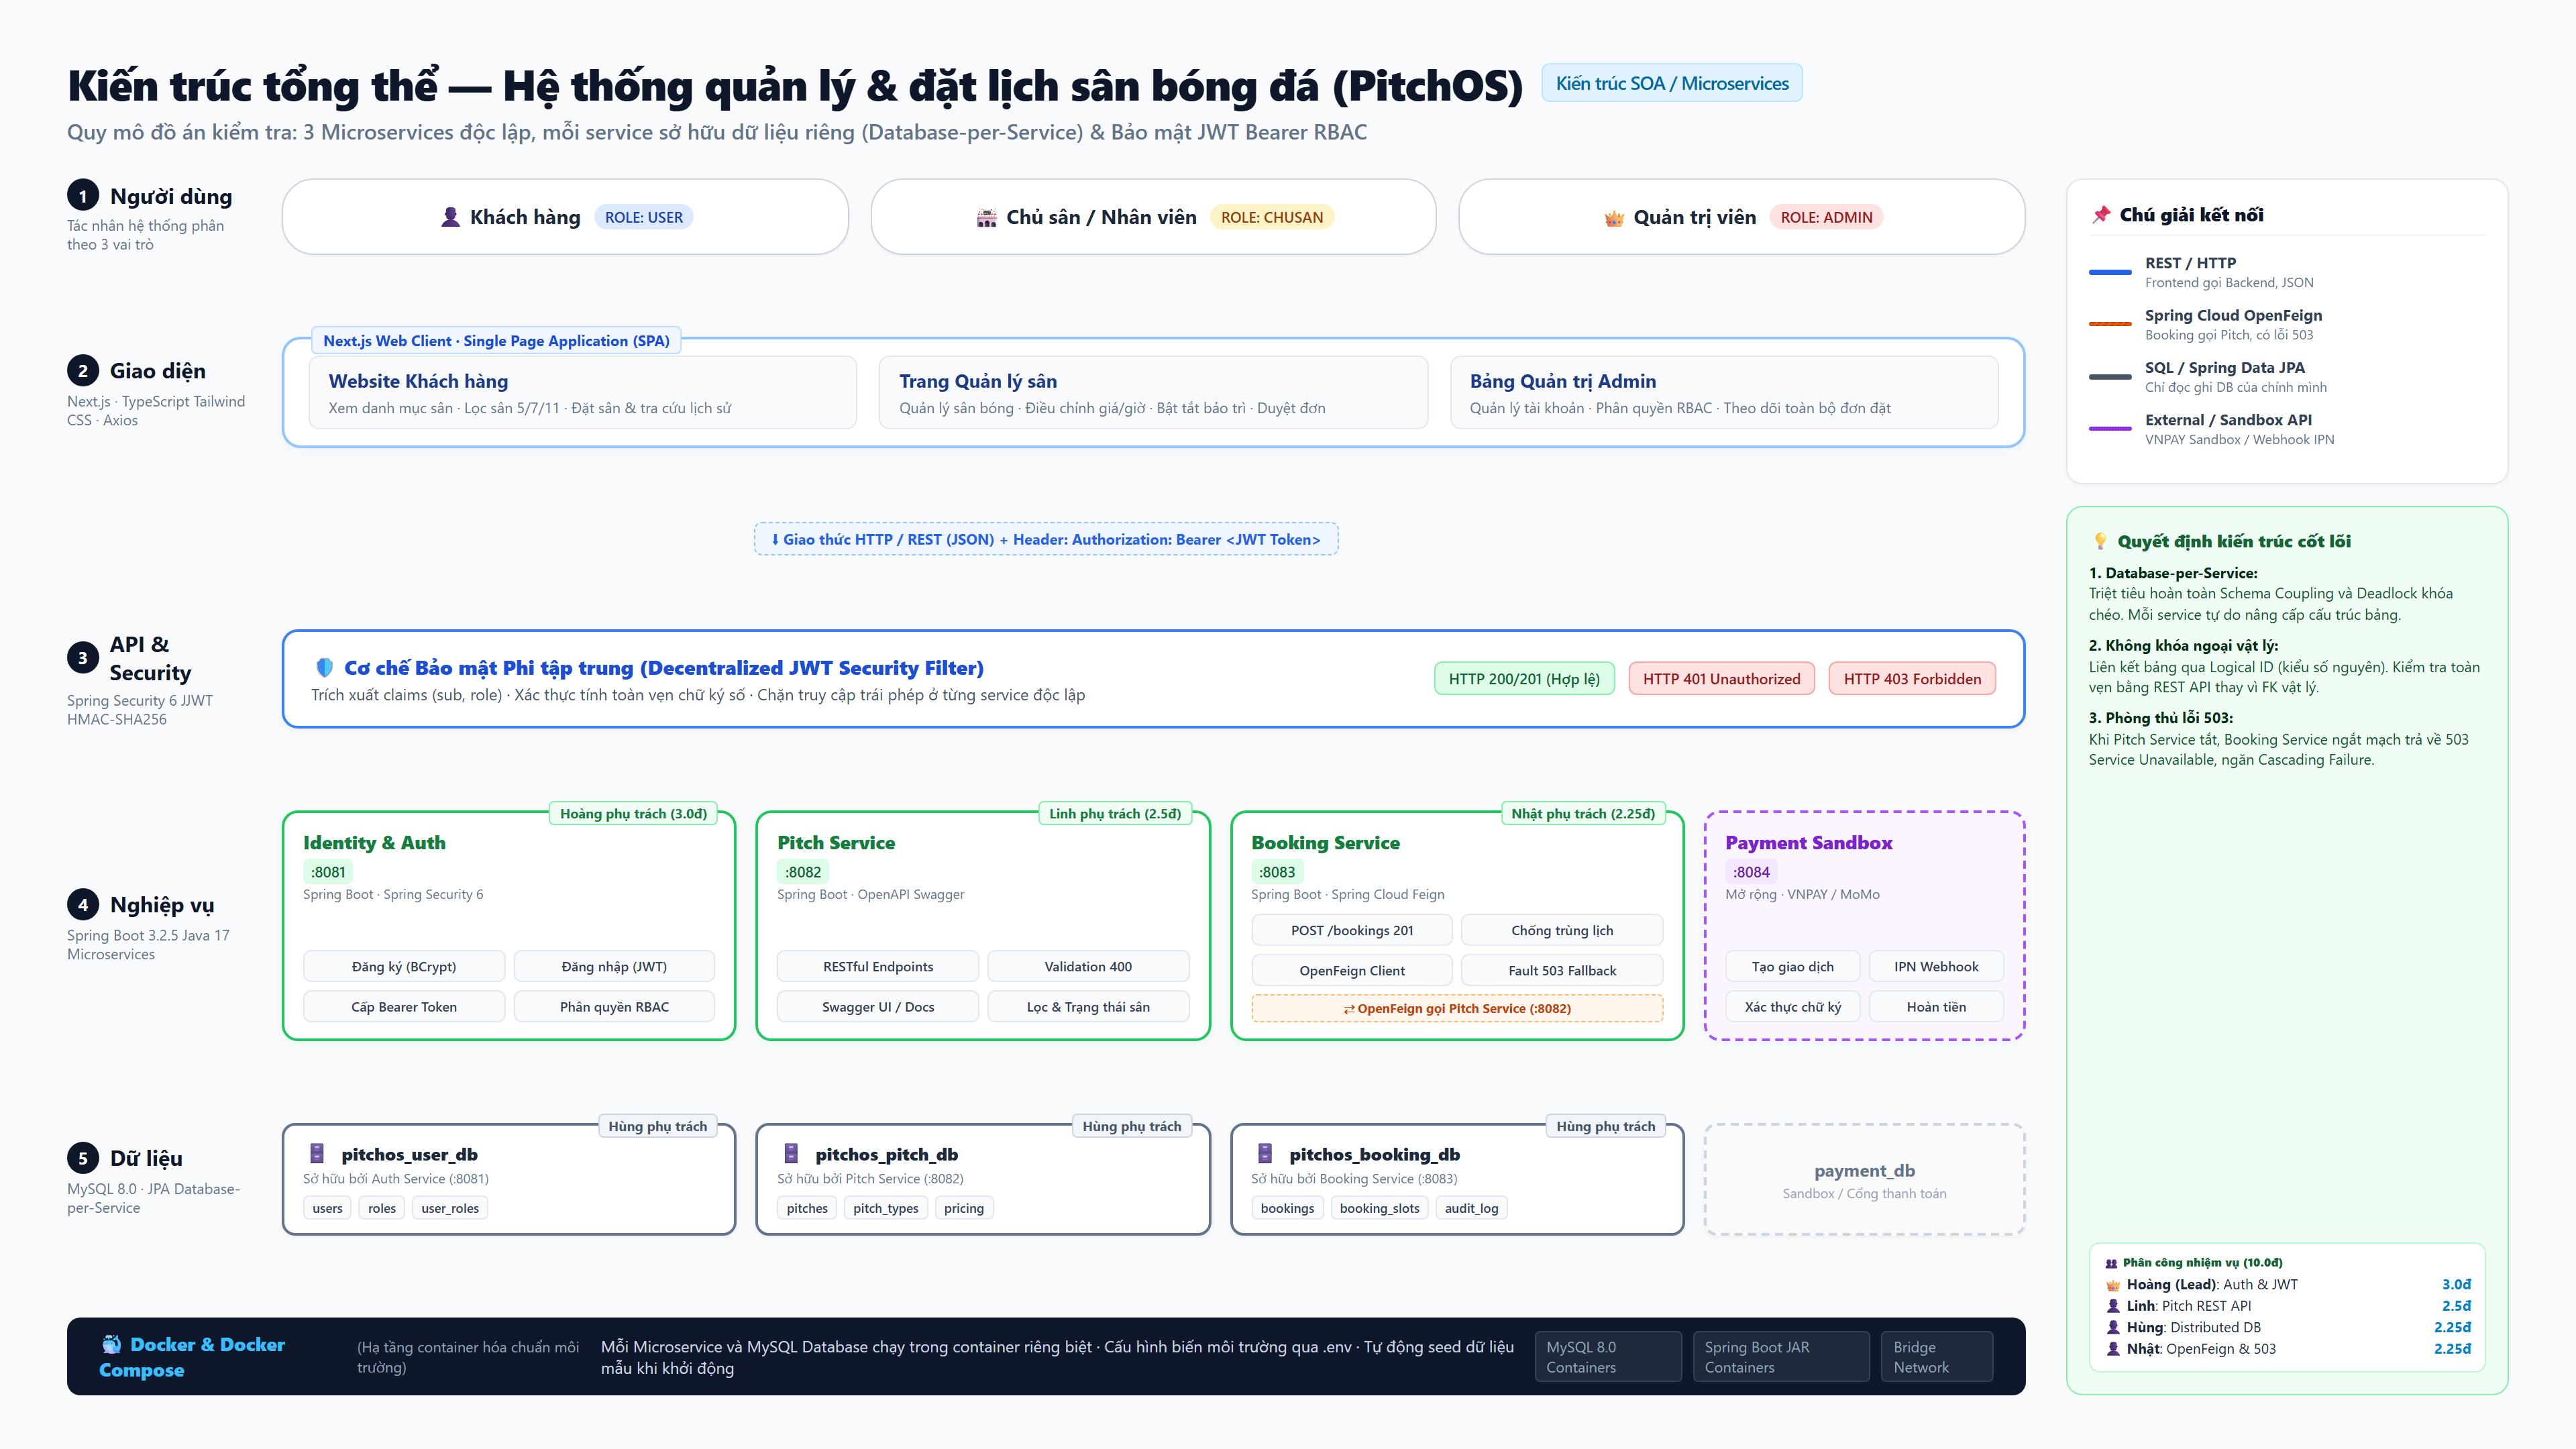 Kiến trúc tổng thể — Hệ thống quản lý & đặt lịch sân bóng đá (PitchOS)
Kiến trúc SOA / Microservices
Quy mô đồ án kiểm tra: 3 Microservices độc lập, mỗi service sở hữu dữ liệu riêng (Database-per-Service) & Bảo mật JWT Bearer RBAC
1 Người dùng
Tác nhân hệ thống phân
theo 3 vai trò
Khách hàng ROLE: USER
Chủ sân / Nhân viên ROLE: CHUSAN
Quản trị viên ROLE: ADMIN
2 Giao diện
Next.js · TypeScript Tailwind
CSS · Axios
Next.js Web Client · Single Page Application (SPA)
Website Khách hàng
Xem danh mục sân · Lọc sân 5/7/11 · Đặt sân & tra cứu lịch sử
Trang Quản lý sân
Quản lý sân bóng · Điều chỉnh giá/giờ · Bật tắt bảo trì · Duyệt đơn
Bảng Quản trị Admin
Quản lý tài khoản · Phân quyền RBAC · Theo dõi toàn bộ đơn đặt
⬇ Giao thức HTTP / REST (JSON) + Header: Authorization: Bearer <JWT Token>
3 API &
Security
Spring Security 6 JJWT
HMAC-SHA256
Cơ chế Bảo mật Phi tập trung (Decentralized JWT Security Filter)
Trích xuất claims (sub, role) · Xác thực tính toàn vẹn chữ ký số · Chặn truy cập trái phép ở từng service độc lập
HTTP 200/201 (Hợp lệ)
HTTP 401 Unauthorized
HTTP 403 Forbidden
4 Nghiệp vụ
Spring Boot 3.2.5 Java 17
Microservices
Hoàng phụ trách (3.0đ)
Identity & Auth
:8081
Spring Boot · Spring Security 6
Đăng ký (BCrypt)
Đăng nhập (JWT)
Cấp Bearer Token
Phân quyền RBAC
Linh phụ trách (2.5đ)
Pitch Service
:8082
Spring Boot · OpenAPI Swagger
RESTful Endpoints
Validation 400
Swagger UI / Docs
Lọc & Trạng thái sân
Nhật phụ trách (2.25đ)
Booking Service
:8083
Spring Boot · Spring Cloud Feign
POST /bookings 201
Chống trùng lịch
OpenFeign Client
Fault 503 Fallback
⇄ OpenFeign gọi Pitch Service (:8082)
Payment Sandbox
:8084
Mở rộng · VNPAY / MoMo
Tạo giao dịch
IPN Webhook
Xác thực chữ ký
Hoàn tiền
5 Dữ liệu
MySQL 8.0 · JPA Database-
per-Service
Hùng phụ trách
pitchos_user_db
Sở hữu bởi Auth Service (:8081)
users
roles
user_roles
Hùng phụ trách
pitchos_pitch_db
Sở hữu bởi Pitch Service (:8082)
pitches
pitch_types
pricing
Hùng phụ trách
pitchos_booking_db
Sở hữu bởi Booking Service (:8083)
bookings
booking_slots
audit_log
payment_db
Sandbox / Cổng thanh toán
Docker & Docker
Compose
(Hạ tầng container hóa chuẩn môi
trường)
Mỗi Microservice và MySQL Database chạy trong container riêng biệt · Cấu hình biến môi trường qua .env · Tự động seed dữ liệu
mẫu khi khởi động
MySQL 8.0
Containers
Spring Boot JAR
Containers
Bridge
Network
Chú giải kết nối
REST / HTTP
Frontend gọi Backend, JSON
Spring Cloud OpenFeign
Booking gọi Pitch, có lỗi 503
SQL / Spring Data JPA
Chỉ đọc ghi DB của chính mình
External / Sandbox API
VNPAY Sandbox / Webhook IPN
Quyết định kiến trúc cốt lõi
1. Database-per-Service:
Triệt tiêu hoàn toàn Schema Coupling và Deadlock khóa
chéo. Mỗi service tự do nâng cấp cấu trúc bảng.
2. Không khóa ngoại vật lý:
Liên kết bảng qua Logical ID (kiểu số nguyên). Kiểm tra toàn
vẹn bằng REST API thay vì FK vật lý.
3. Phòng thủ lỗi 503:
Khi Pitch Service tắt, Booking Service ngắt mạch trả về 503
Service Unavailable, ngăn Cascading Failure.
Phân công nhiệm vụ (10.0đ)
Hoàng (Lead): Auth & JWT 3.0đ
Linh: Pitch REST API 2.5đ
Hùng: Distributed DB 2.25đ
Nhật: OpenFeign & 503 2.25đ